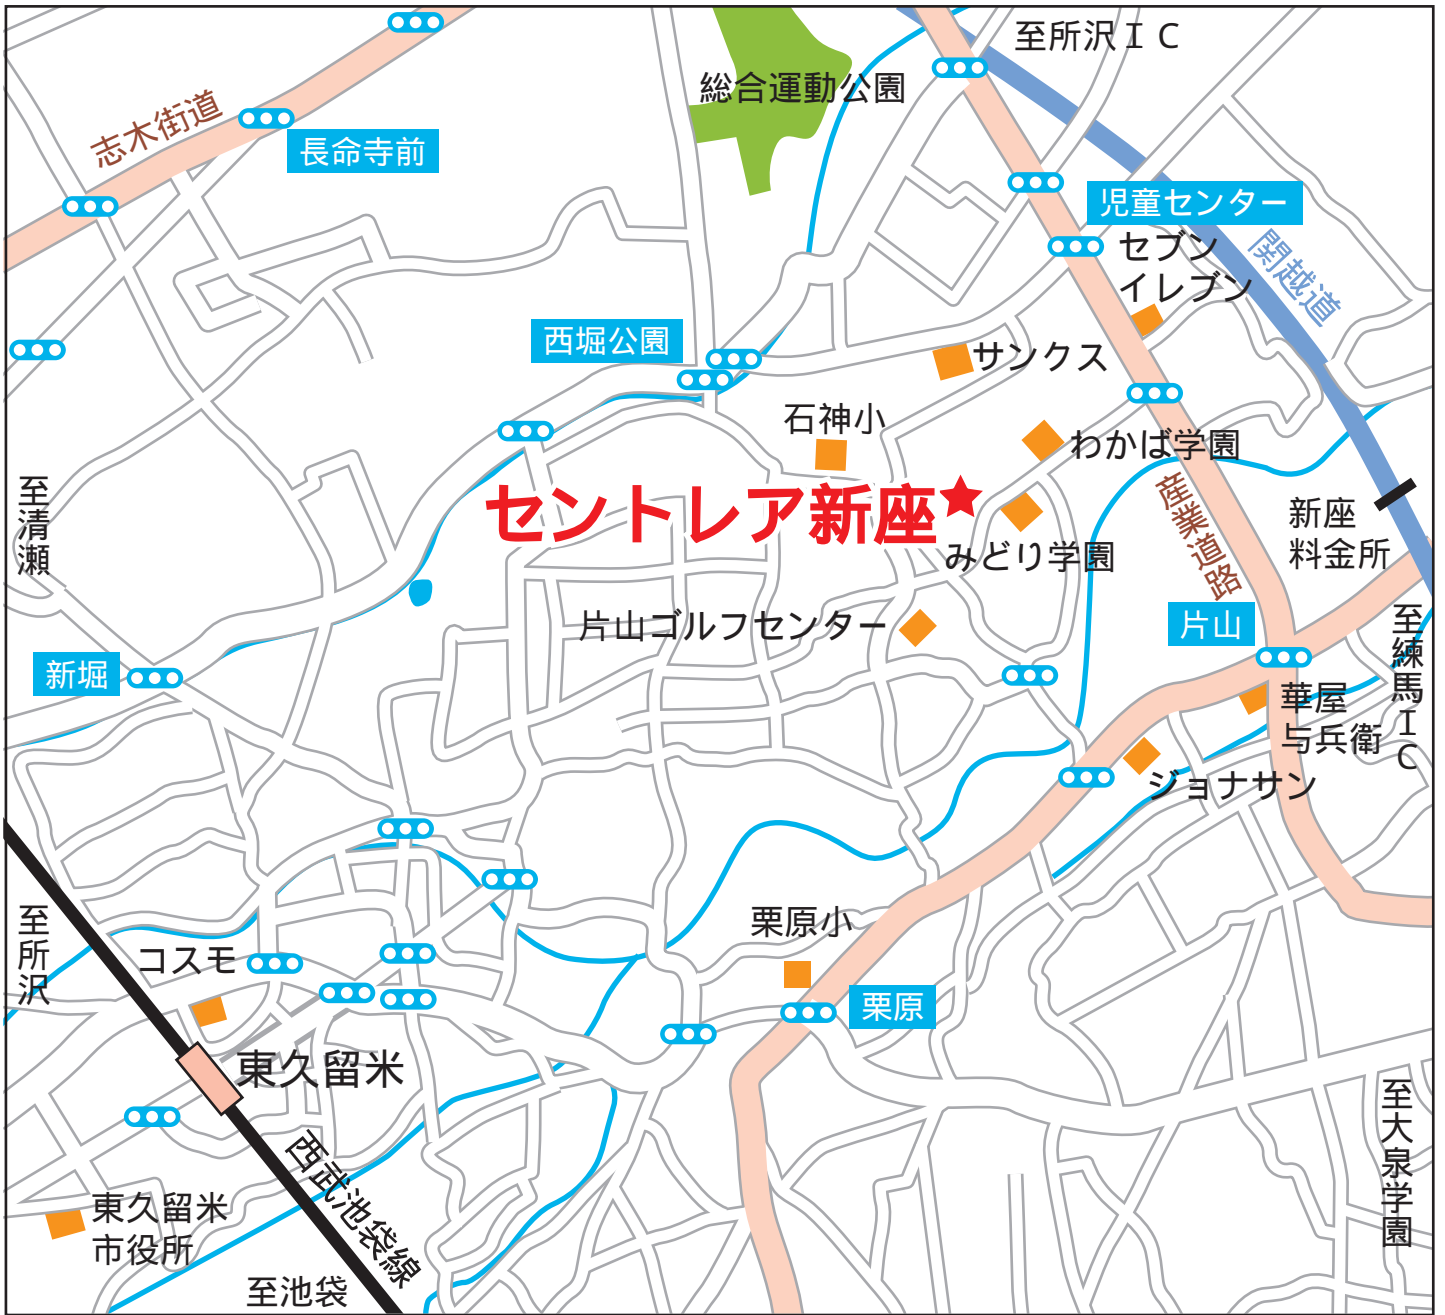 至所沢ＩＣ
総合運動公園
志木街道
長命寺前
児童センター
セブン
イレブン
関越道
西堀公園
サンクス
石神小
わかば学園
至清瀬
セントレア新座
産業道路
新座
料金所
みどり学園
片山ゴルフセンター
片山
至練馬ＩＣ
新堀
華屋
与兵衛
ジョナサン
至所沢
コスモ
栗原小
栗原
東久留米
至大泉学園
西武池袋線
東久留米
市役所
至池袋